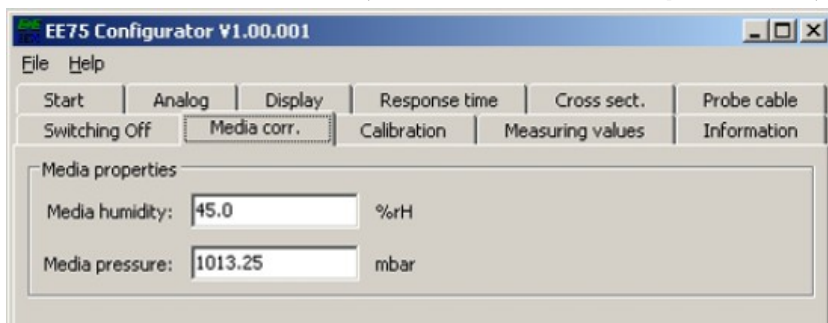 EE75 Configurator V1.00.001
File Help
Start Analog Display Response time Cross sect. Probe cable
Switching Off Media corr. Calibration Measuring values Information
Media properties
Media humidity: 45.0 %rH
Media pressure: 1013.25 mbar